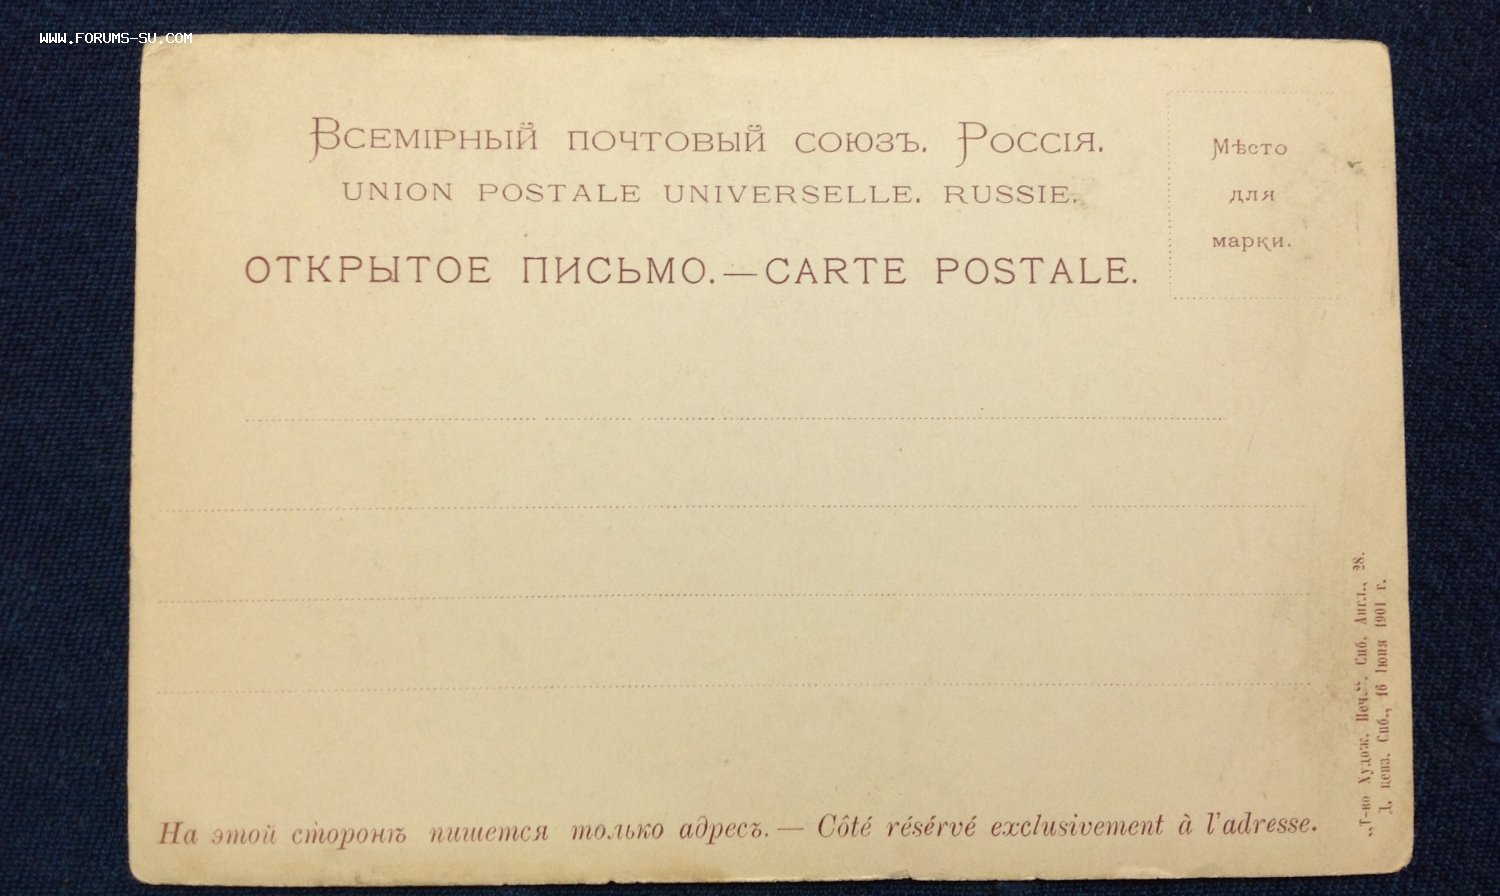 WWW.FORUMS-SU.COM
Всемірный почтовый союзъ. Россія.
UNION POSTALE UNIVERSELLE. RUSSIE.
ОТКРЫТОЕ ПИСЬМО.—CARTE POSTALE.
Мѣсто
для
марки.
На этой сторонѣ пишется только адресъ. — Côté résérvé exclusivement à l'adresse.
„Т-во Худож. Печ.“. Спб. Англ., 28.
Д. ценз. Спб., 16 Іюня 1901 г.